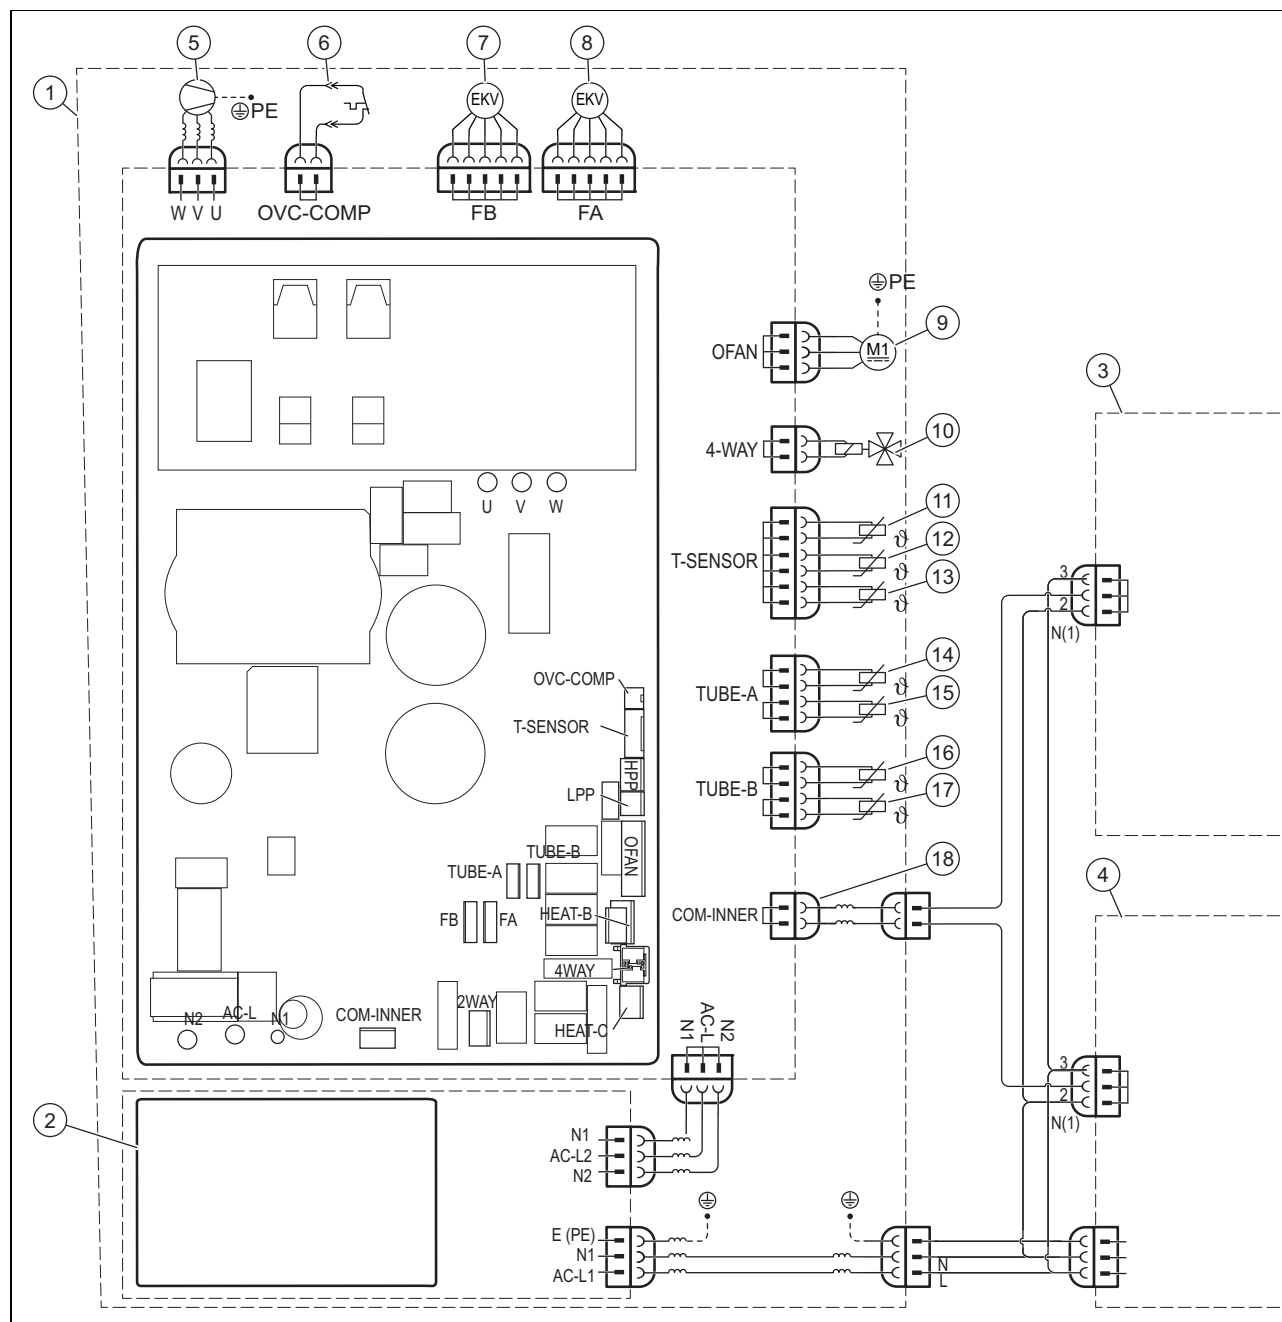 5
6
7
8
1
EKV
EKV
PE
W V U
OVC-COMP
FB
FA
PE
9
OFAN
M1
3
4-WAY
10
U
V
W
11
T-SENSOR
ϑ
12
ϑ
13
ϑ
3
2
N(1)
14
OVC-COMP
TUBE-A
ϑ
15
T-SENSOR
ϑ
16
HPP
ϑ
LPP
TUBE-B
17
ϑ
OFAN
TUBE-B
18
TUBE-A
4
FB
FA
HEAT-B
COM-INNER
4WAY
2WAY
N2
AC-L
N1
COM-INNER
HEAT-C
N1
AC-L
N2
3
2
N(1)
2
N1
AC-L2
N2
E (PE)
N1
AC-L1
N
L